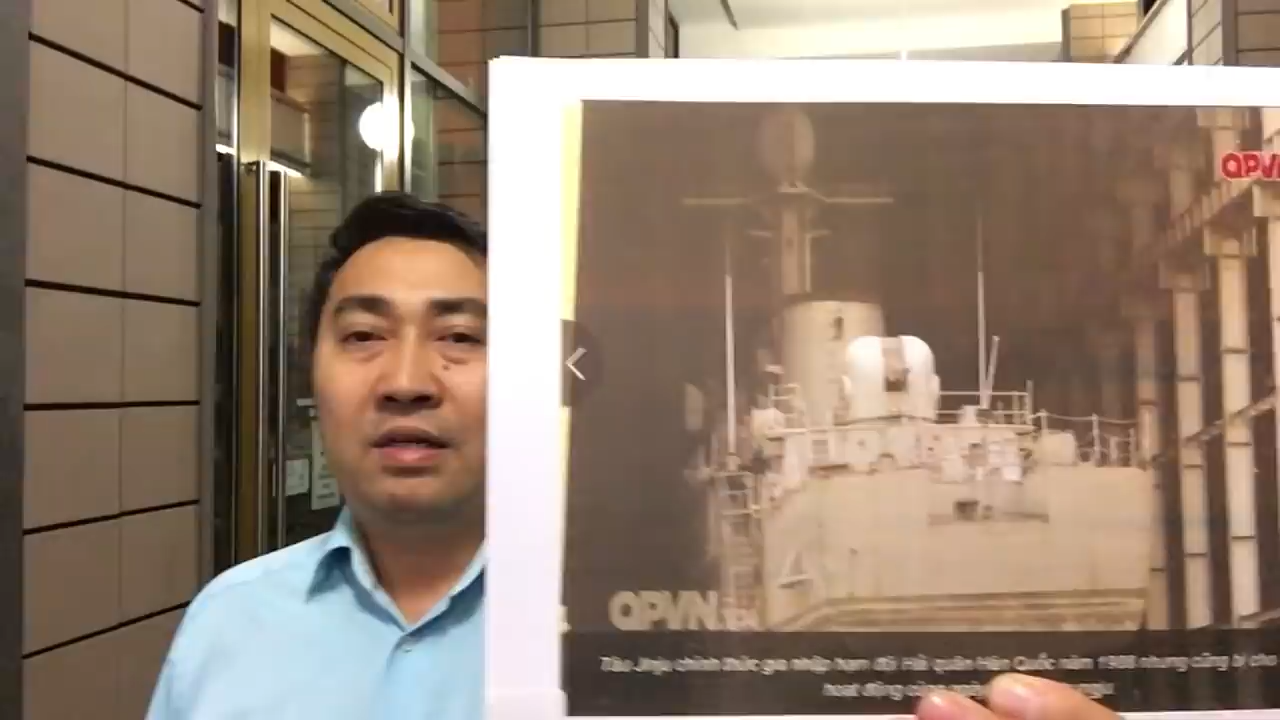 QPVN
QPVN
Tàu Jinju chính thức gia nhập hạm đội Hải quân Hàn Quốc năm 1988 nhưng cũng bị cho
hoạt động cùng